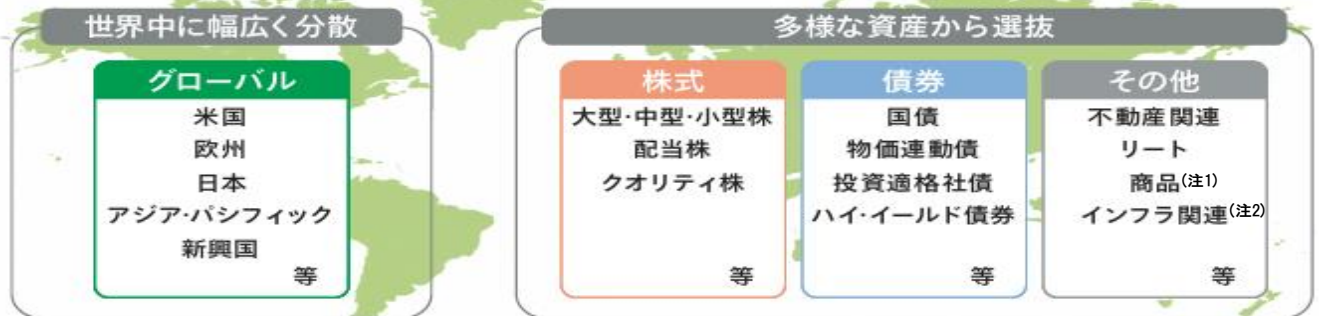 世界中に幅広く分散
グローバル
米国
欧州
日本
アジア・パシフィック
新興国
等
多様な資産から選抜
株式
大型・中型・小型株
配当株
クオリティ株
等
債券
国債
物価連動債
投資適格社債
ハイ・イールド債券
等
その他
不動産関連
リート
商品(注1)
インフラ関連(注2)
等